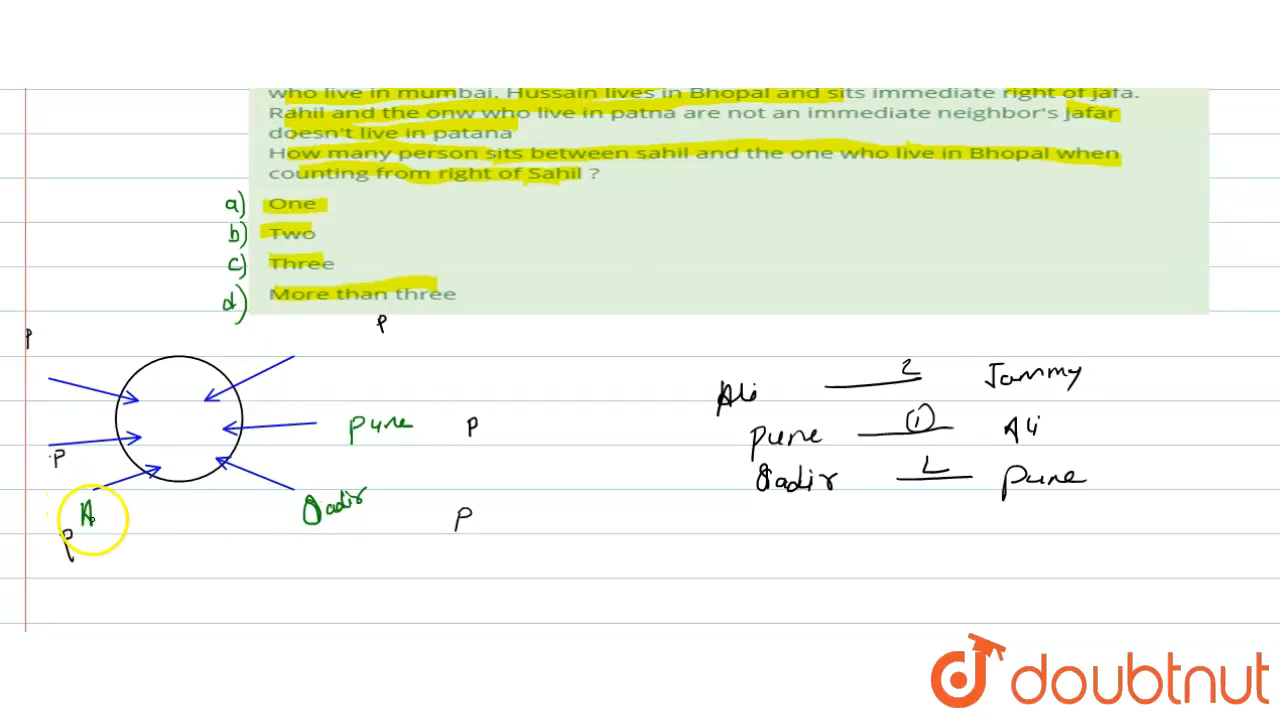 who live in mumbai. Hussain lives in Bhopal and sits immediate right of jafa.
Rahil and the onw who live in patna are not an immediate neighbor's jafar
doesn't live in patana
How many person sits between sahil and the one who live in Bhopal when
counting from right of Sahil ?
a) One
b) Two
c) Three
d) More than three
P
P
Pune
P
P
A
Qadir
P
P
Ali 2 Jammy
Pune 1 Ali
Qadir L Pune
doubtnut